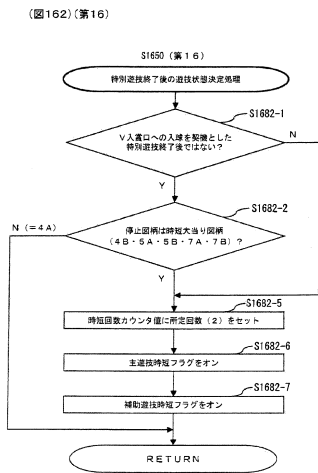 (図162)(第16)
S1650(第16)
特別遊技終了後の遊技状態決定処理
S1682-1
V入賞口への入球を契機とした
特別遊技終了後ではない?
N
Y
S1682-2
N(=4A)
停止図柄は時短大当り図柄
(4B・5A・5B・7A・7B)?
Y
S1682-5
時短回数カウンタ値に所定回数(2)をセット
S1682-6
主遊技時短フラグをオン
S1682-7
補助遊技時短フラグをオン
RETURN